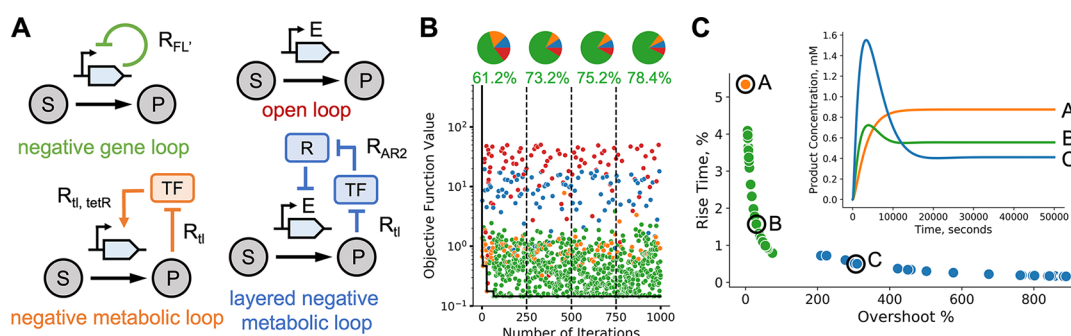 A
R_FL'
S
P
negative gene loop
E
S
P
open loop
R_tl, tetR
TF
R_tl
S
P
negative metabolic loop
R
R_AR2
TF
E
R_tl
S
P
layered negative
metabolic loop
B
61.2% 73.2% 75.2% 78.4%
Objective Function Value
10²
10¹
10⁰
10⁻¹
0 250 500 750 1000
Number of Iterations
C
Rise Time, %
5
4
3
2
1
0
0 200 400 600 800
Overshoot %
A
B
C
Product Concentration, mM
1.6
1.4
1.2
1.0
0.8
0.6
0.4
0.2
0.0
0 10000 20000 30000 40000 50000
Time, seconds
A
B
C